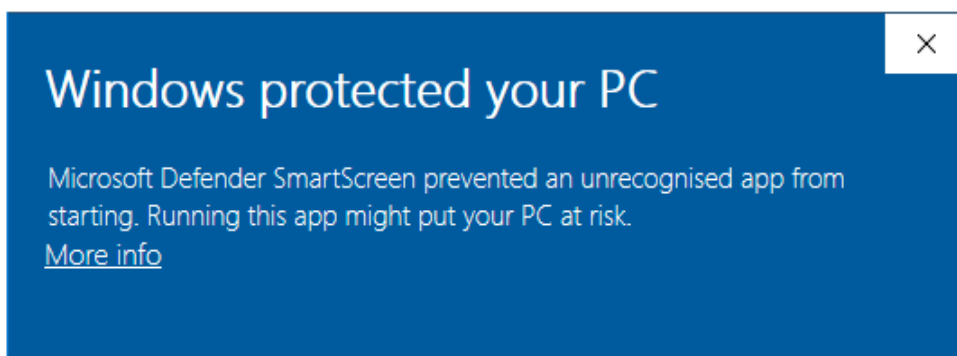 Windows protected your PC
Microsoft Defender SmartScreen prevented an unrecognised app from
starting. Running this app might put your PC at risk.
More info